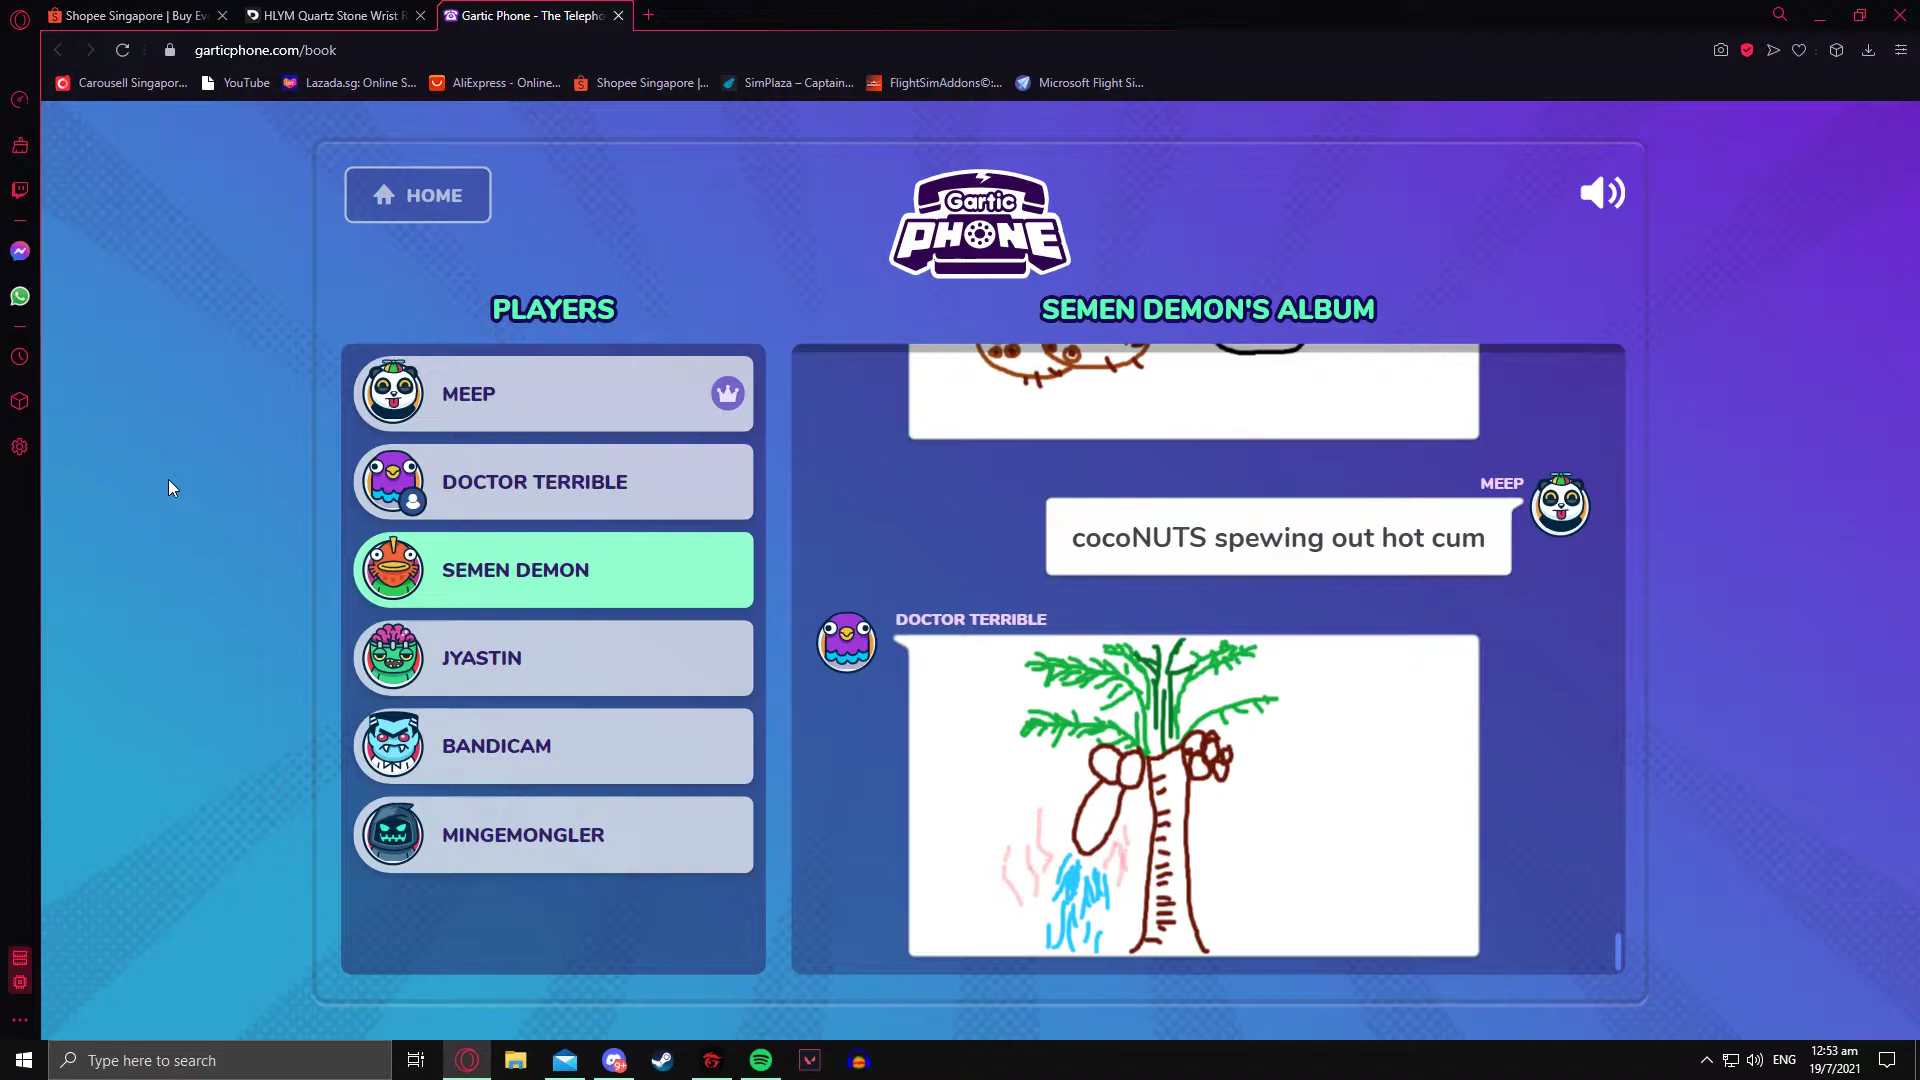 Shopee Singapore | Buy Ev
HLYM Quartz Stone Wrist R
Gartic Phone - The Telepho
garticphone.com/book
Carousell Singapor...
YouTube
Lazada.sg: Online S...
AliExpress - Online...
Shopee Singapore |...
SimPlaza – Captain...
FlightSimAddons©:...
Microsoft Flight Si...
HOME
Gartic
PHONE
PLAYERS
SEMEN DEMON'S ALBUM
MEEP
DOCTOR TERRIBLE
SEMEN DEMON
JYASTIN
BANDICAM
MINGEMONGLER
MEEP
cocoNUTS spewing out hot cum
DOCTOR TERRIBLE
Type here to search
9+
ENG
12:53 am
19/7/2021